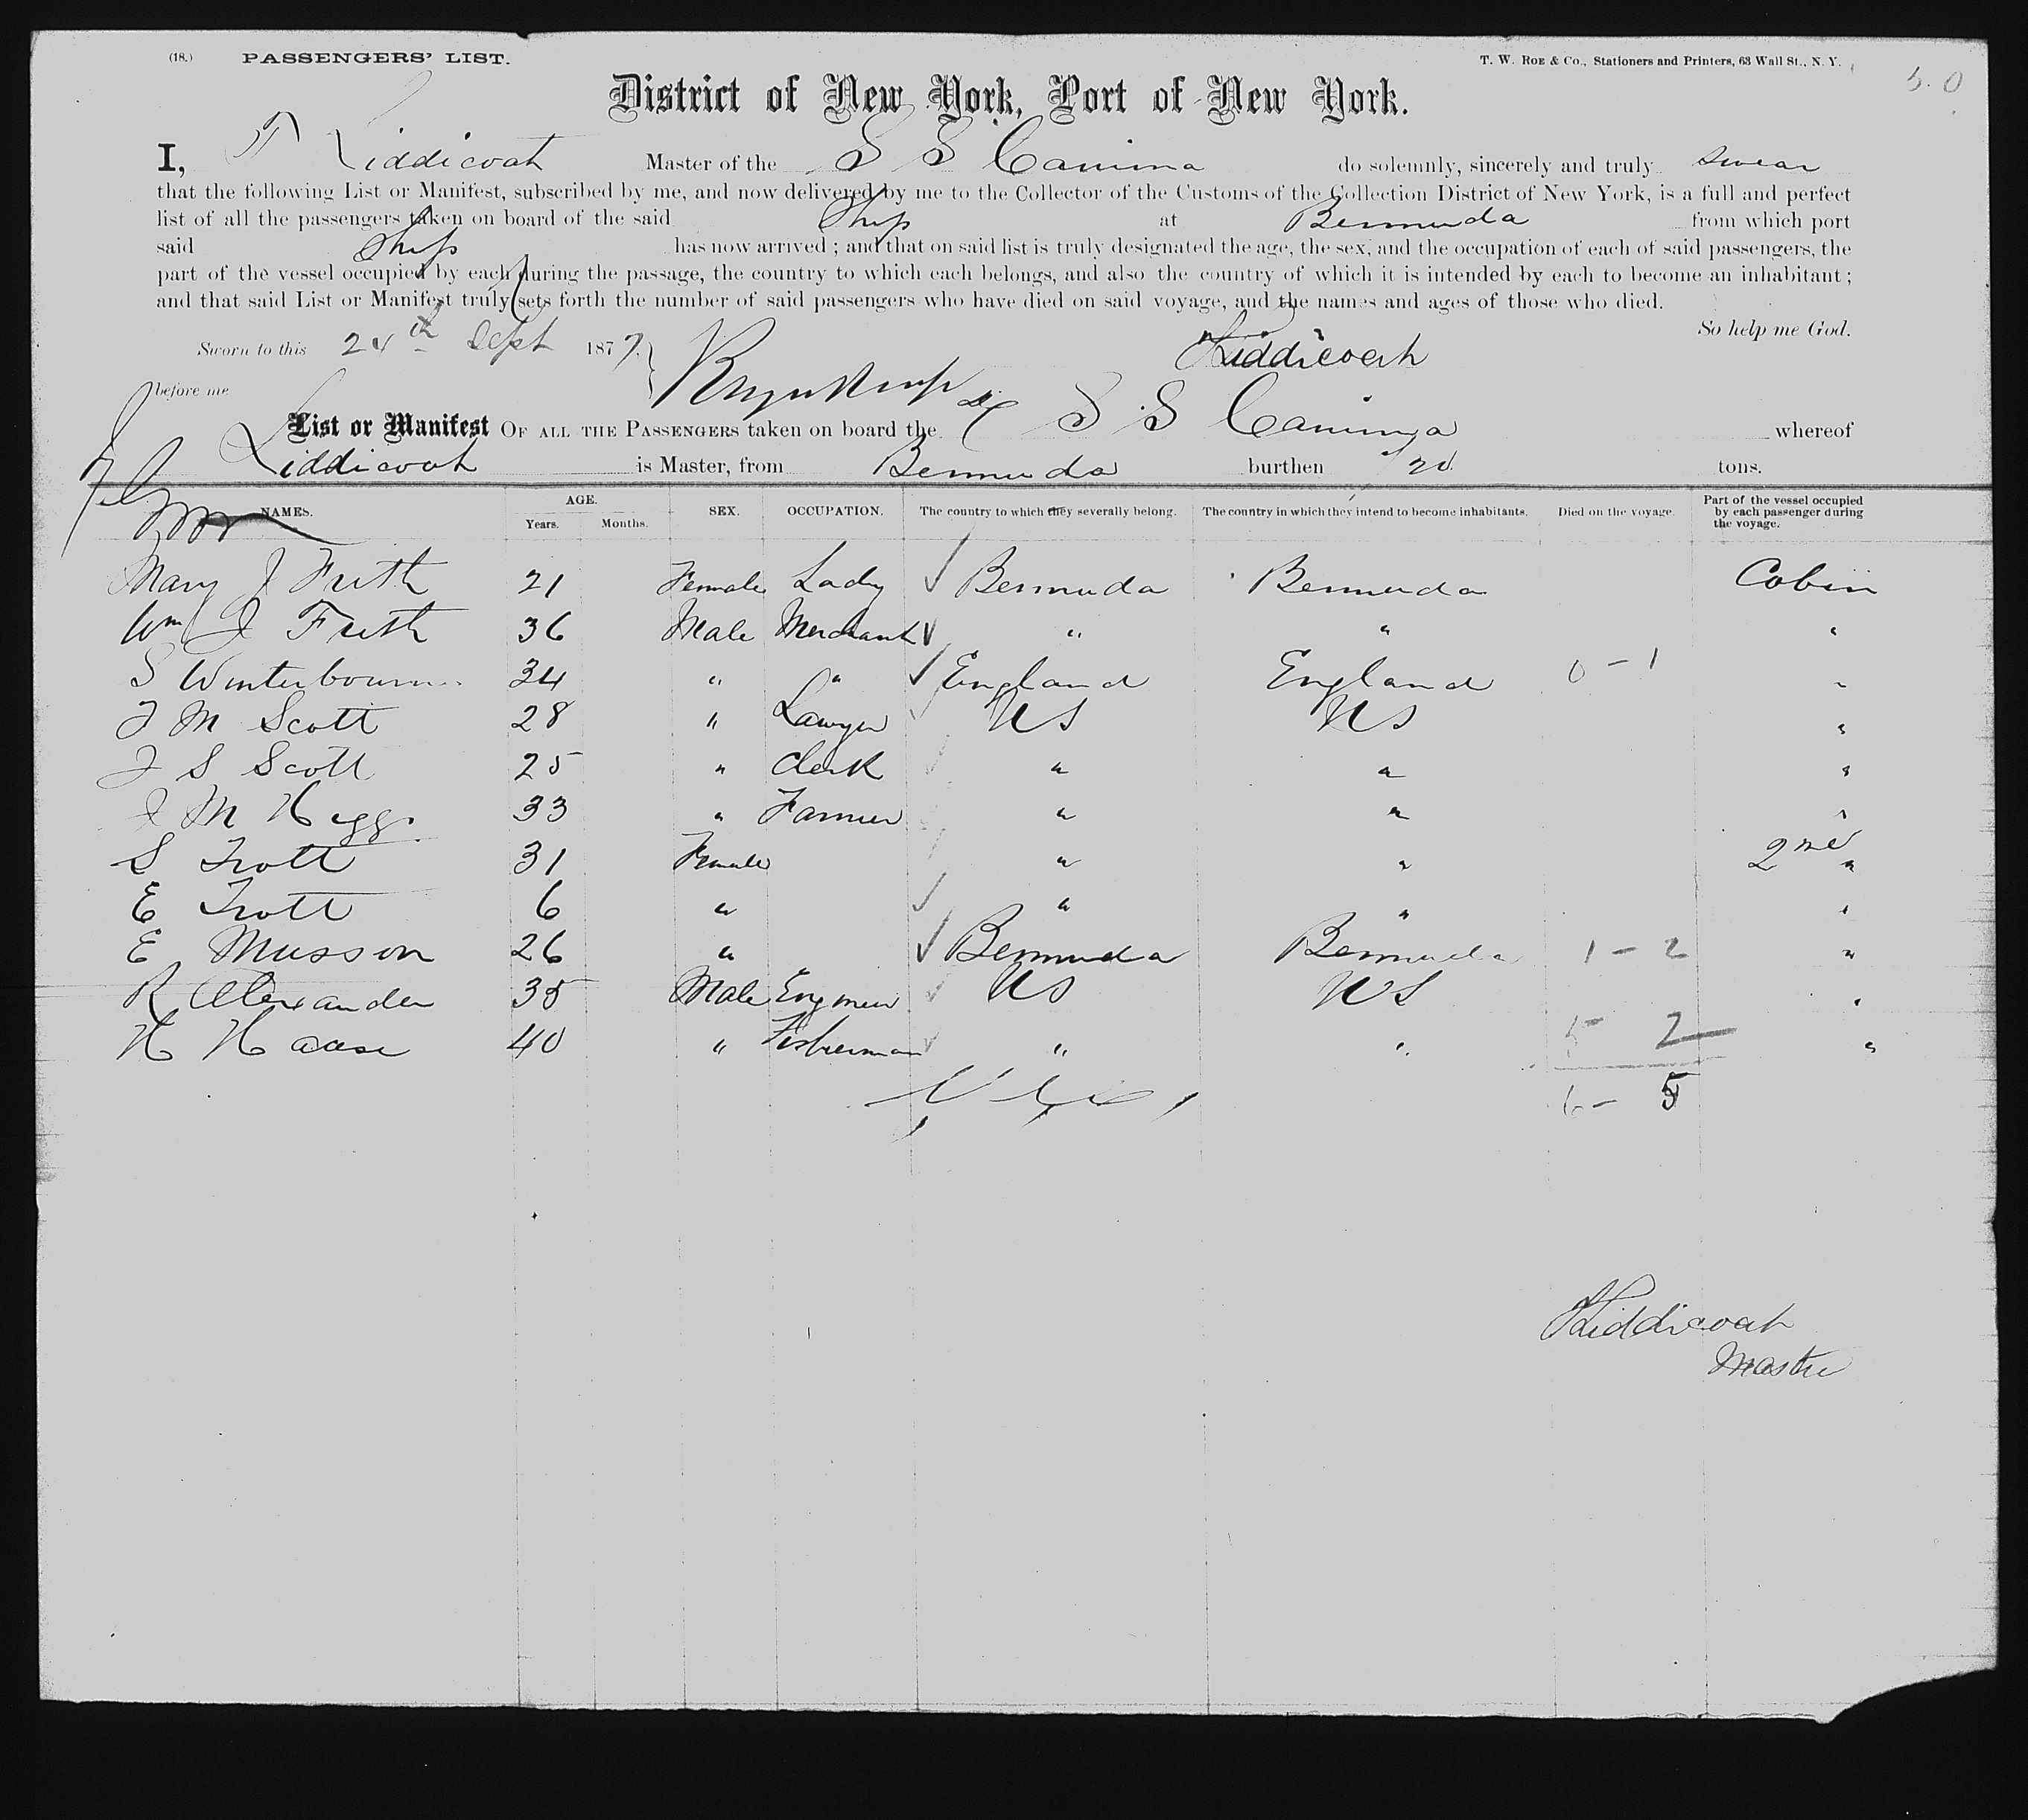 (18.) PASSENGERS' LIST. T. W. ROE & Co., Stationers and Printers, 63 Wall St., N. Y. 5.0
District of New York, Port of New York.
I, T Liddicoat Master of the S S Canima do solemnly, sincerely and truly swear
that the following List or Manifest, subscribed by me, and now delivered by me to the Collector of the Customs of the Collection District of New York, is a full and perfect
list of all the passengers taken on board of the said Ship at Bermuda from which port
said Ship has now arrived ; and that on said list is truly designated the age, the sex, and the occupation of each of said passengers, the
part of the vessel occupied by each during the passage, the country to which each belongs, and also the country of which it is intended by each to become an inhabitant ;
and that said List or Manifest truly sets forth the number of said passengers who have died on said voyage, and the names and ages of those who died.
So help me God.
Sworn to this 24th Sept 1877. Liddicoat
before me
List or Manifest OF ALL THE PASSENGERS taken on board the S S Canima whereof
Liddicoat is Master, from Bermuda burthen tons.
NAMES. AGE. Years. Months. SEX. OCCUPATION. The country to which they severally belong. The country in which they intend to become inhabitants. Died on the voyage. Part of the vessel occupied by each passenger during the voyage.
Mary J Frith 21 Female Lady Bermuda Bermuda Cabin
Wm J Frith 36 Male Merchant " " "
S Winterbourn 34 " " England England 0 - 1 "
J M Scott 28 " Lawyer US US "
J S Scott 25 " Clerk " " "
J M Higgs 33 " Farmer " " "
S Trott 31 Female " " 2nd "
E Trott 6 " " " "
E Musson 26 " Bermuda Bermuda 1 - 2 "
R Alexander 35 Male Engineer US US "
H Haase 40 " Fisherman " " 5 - 2 "
6 - 5
Liddicoat
Master